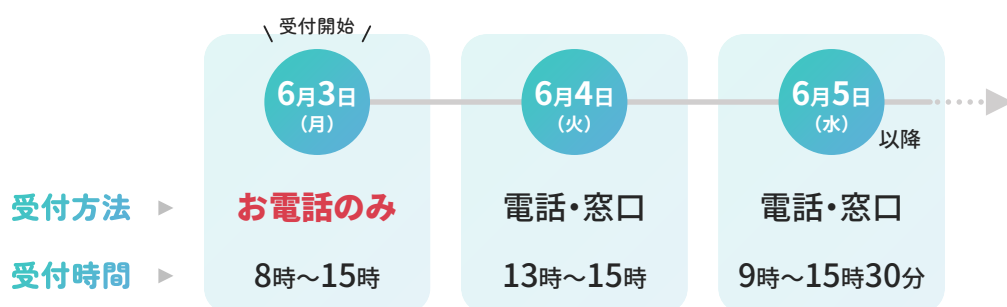 受付開始
6月3日
（月）
6月4日
（火）
6月5日
（水）
以降
受付方法
お電話のみ
電話・窓口
電話・窓口
受付時間
8時～15時
13時～15時
9時～15時30分